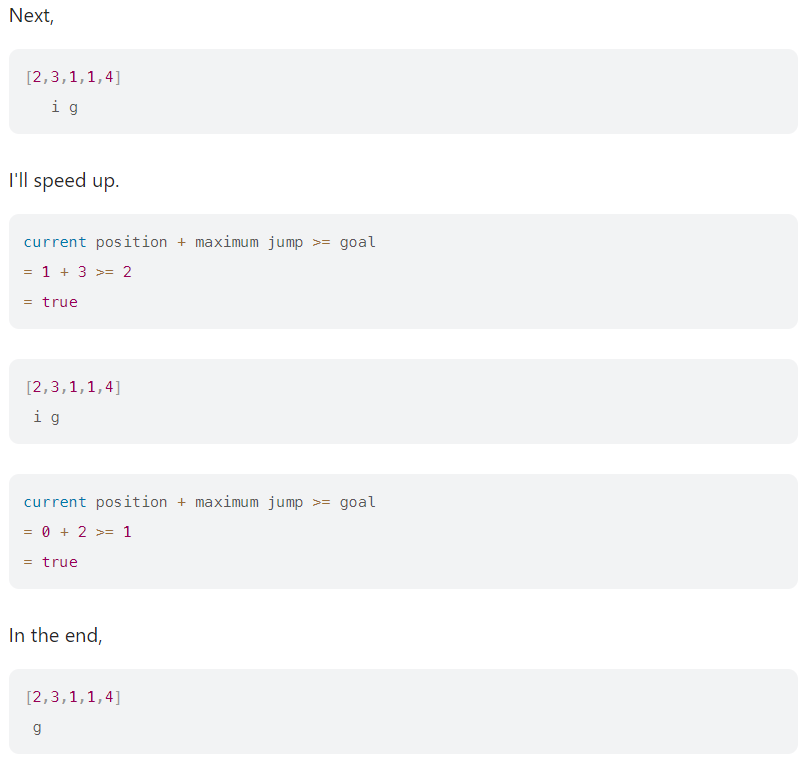 Next,
[2,3,1,1,4]
   i g
I'll speed up.
current position + maximum jump >= goal
= 1 + 3 >= 2
= true
[2,3,1,1,4]
 i g
current position + maximum jump >= goal
= 0 + 2 >= 1
= true
In the end,
[2,3,1,1,4]
 g